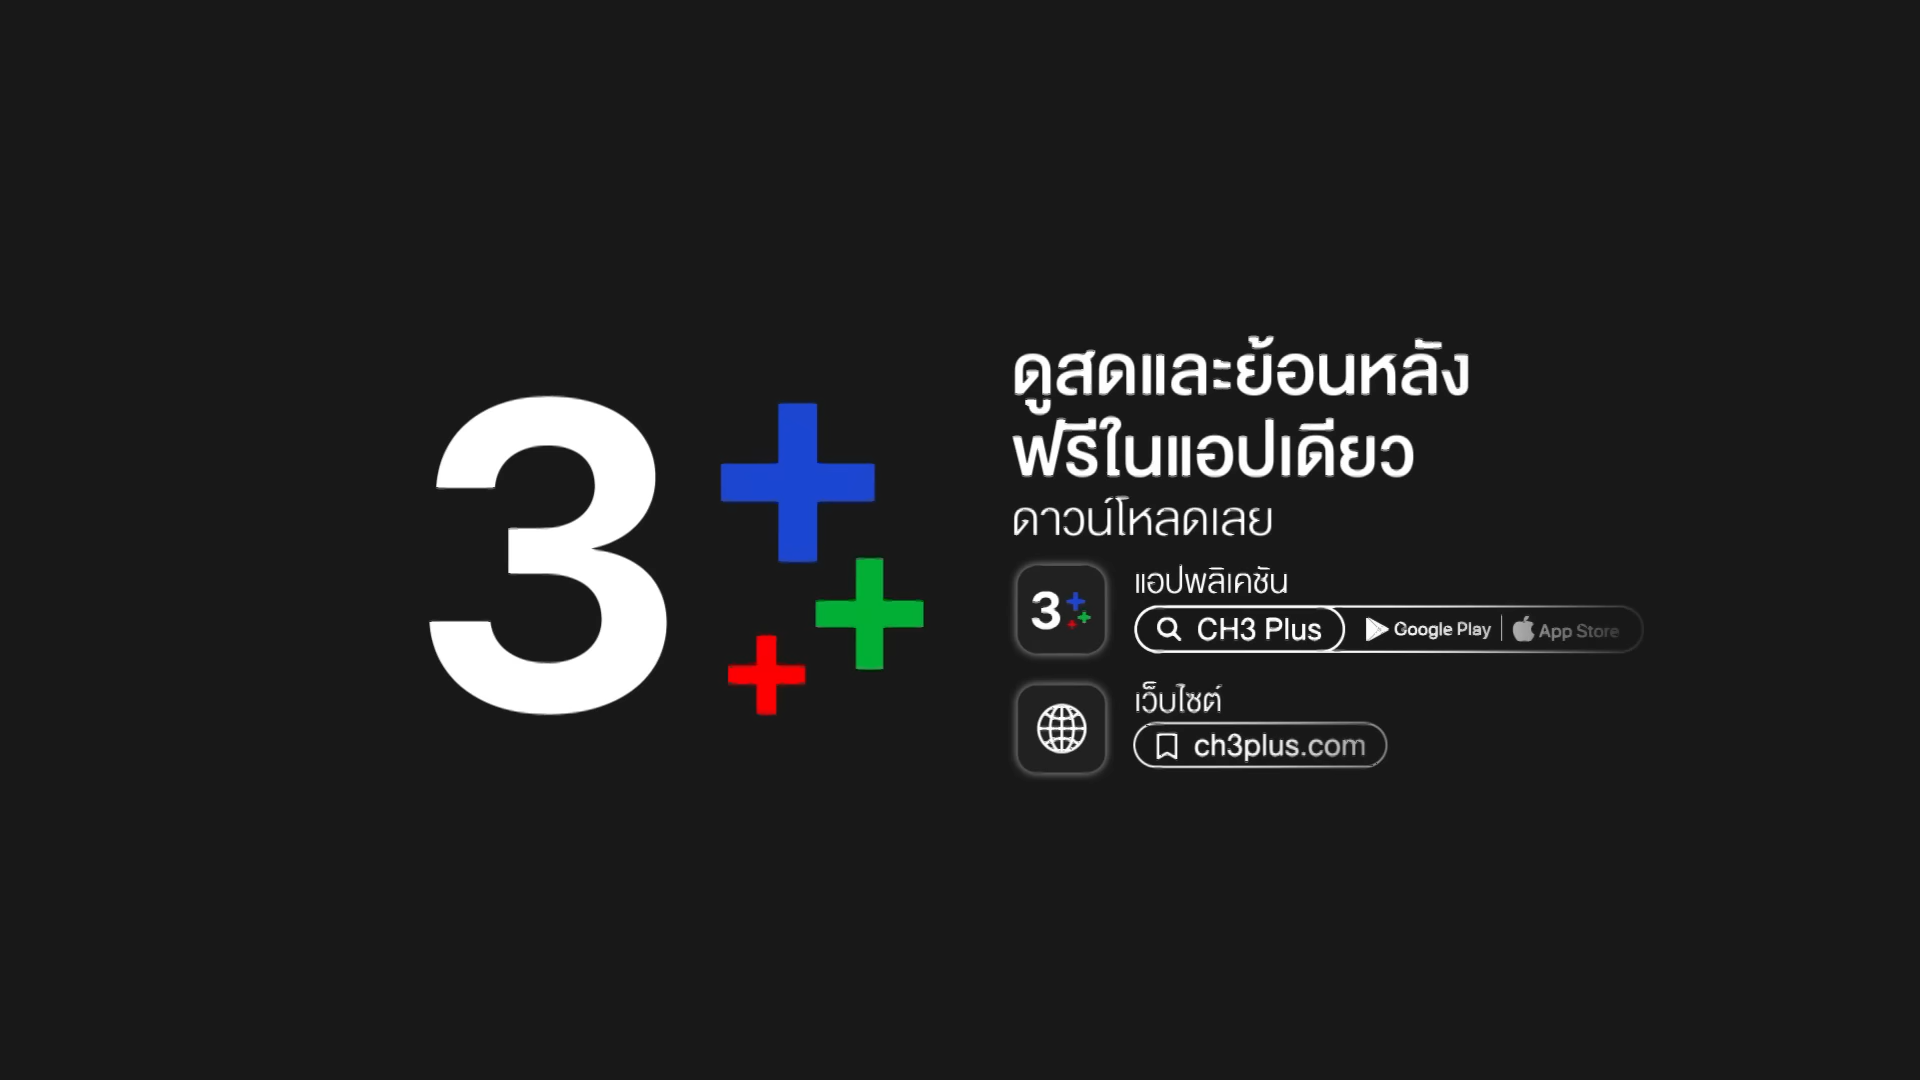 3
ดูสดและย้อนหลัง
ฟรีในแอปเดียว
ดาวน์โหลดเลย
3
แอปพลิเคชัน
CH3 Plus
Google Play
App Store
เว็บไซต์
ch3plus.com